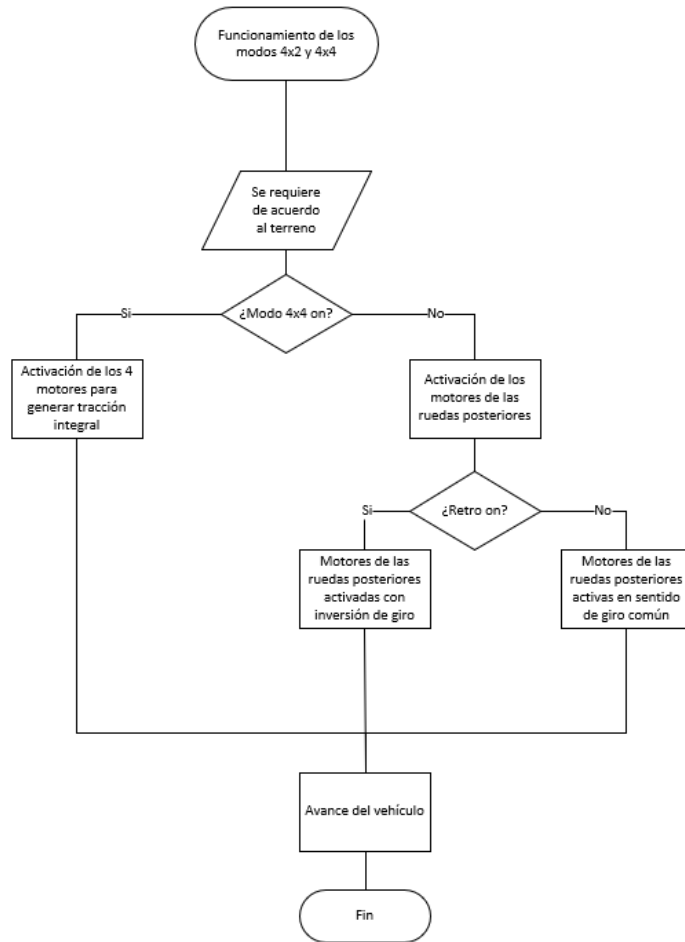 Funcionamiento de los
modos 4x2 y 4x4
Se requiere
de acuerdo
al terreno
¿Modo 4x4 on?
Si
No
Activación de los 4
motores para
generar tracción
integral
Activación de los
motores de las
ruedas posteriores
¿Retro on?
Si
No
Motores de las
ruedas posteriores
activadas con
inversión de giro
Motores de las
ruedas posteriores
activas en sentido
de giro común
Avance del vehículo
Fin